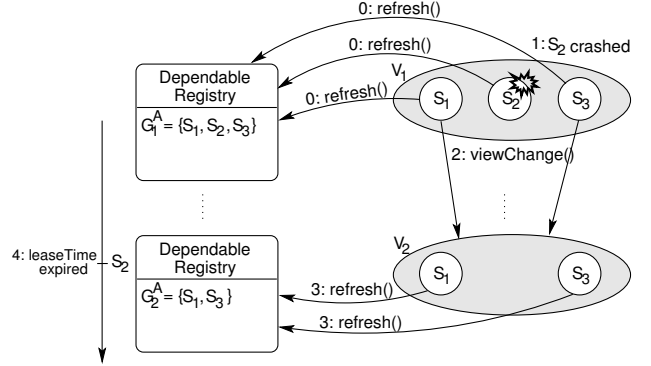 0: refresh()
1: S2 crashed
0: refresh()
V1
Dependable
Registry
0: refresh()
S1
S2
S3
G1A = {S1, S2, S3}
2: viewChange()
4: leaseTime
expired
S2
Dependable
Registry
V2
G2A = {S1, S3}
S1
S3
3: refresh()
3: refresh()